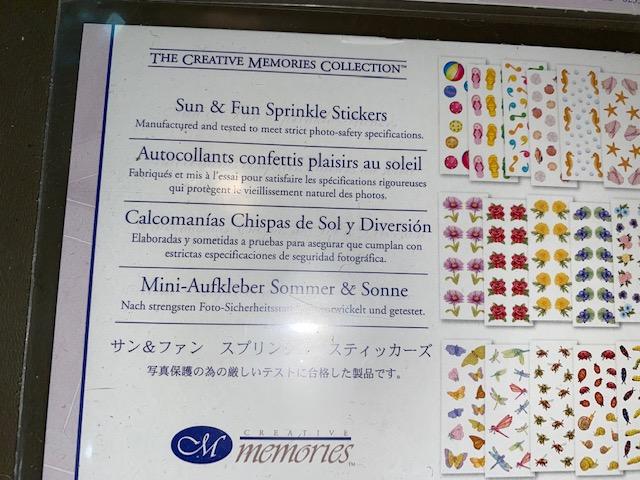 THE CREATIVE MEMORIES COLLECTION™
Sun & Fun Sprinkle Stickers
Manufactured and tested to meet strict photo-safety specifications.
Autocollants confettis plaisirs au soleil
Fabriqués et mis à l'essai pour satisfaire les spécifications rigoureuses
qui protègent le vieillissement naturel des photos.
Calcomanías Chispas de Sol y Diversión
Elaboradas y sometidas a pruebas para asegurar que cumplan con
estrictas especificaciones de seguridad fotográfica.
Mini-Aufkleber Sommer & Sonne
Nach strengsten und getestet.
サン&ファン スティッカーズ
写真保護の為の厳しいテストに合格した製品です。
CM
CREATIVE
memories™